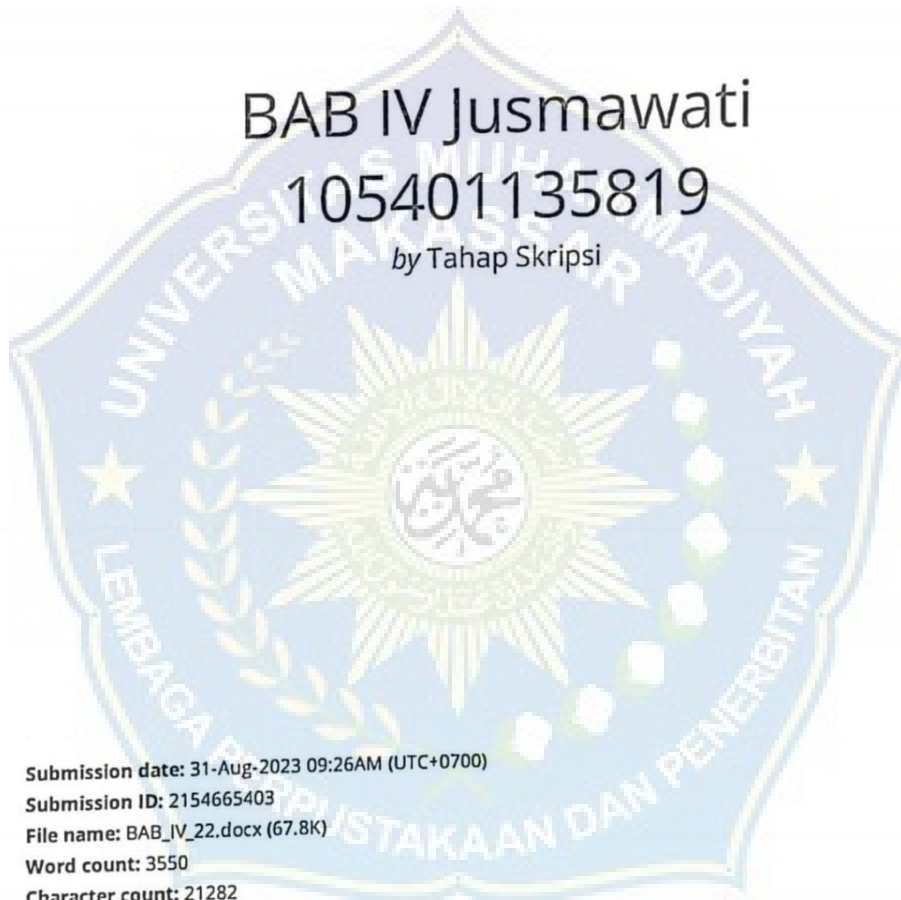 BAB IV Jusmawati
105401135819
by Tahap Skripsi
UNIVERSITAS MUHAMMADIYAH
MAKASSAR
محمد
LEMBAGA PERPUSTAKAAN DAN PENERBITAN
Submission date: 31-Aug-2023 09:26AM (UTC+0700)
Submission ID: 2154665403
File name: BAB_IV_22.docx (67.8K)
Word count: 3550
Character count: 21282